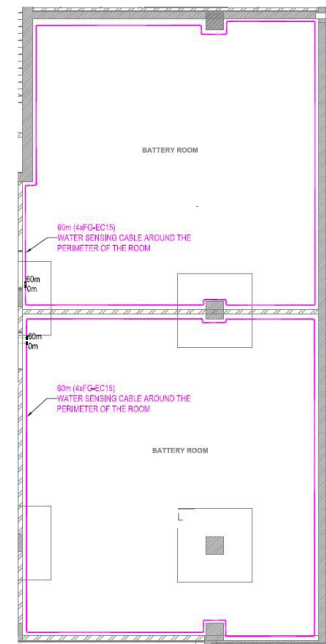 BATTERY ROOM
60m (4xFG-EC15)
WATER SENSING CABLE AROUND THE
PERIMETER OF THE ROOM
60m
0m
60m
0m
60m (4xFG-EC15)
WATER SENSING CABLE AROUND THE
PERIMETER OF THE ROOM
BATTERY ROOM